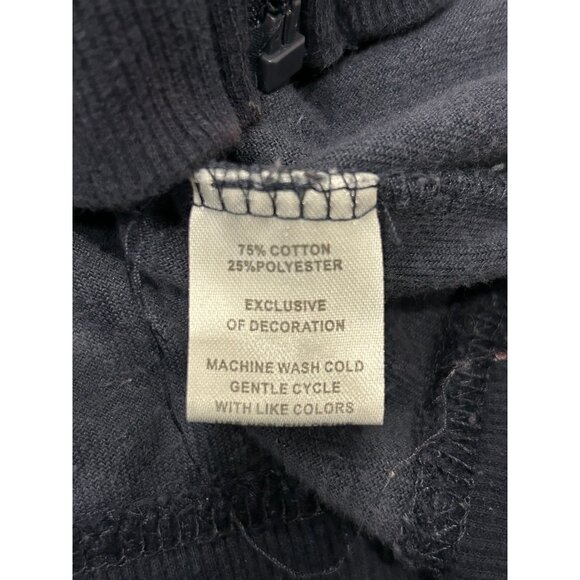 75% COTTON
25%POLYESTER
EXCLUSIVE
OF DECORATION
MACHINE WASH COLD
GENTLE CYCLE
WITH LIKE COLORS